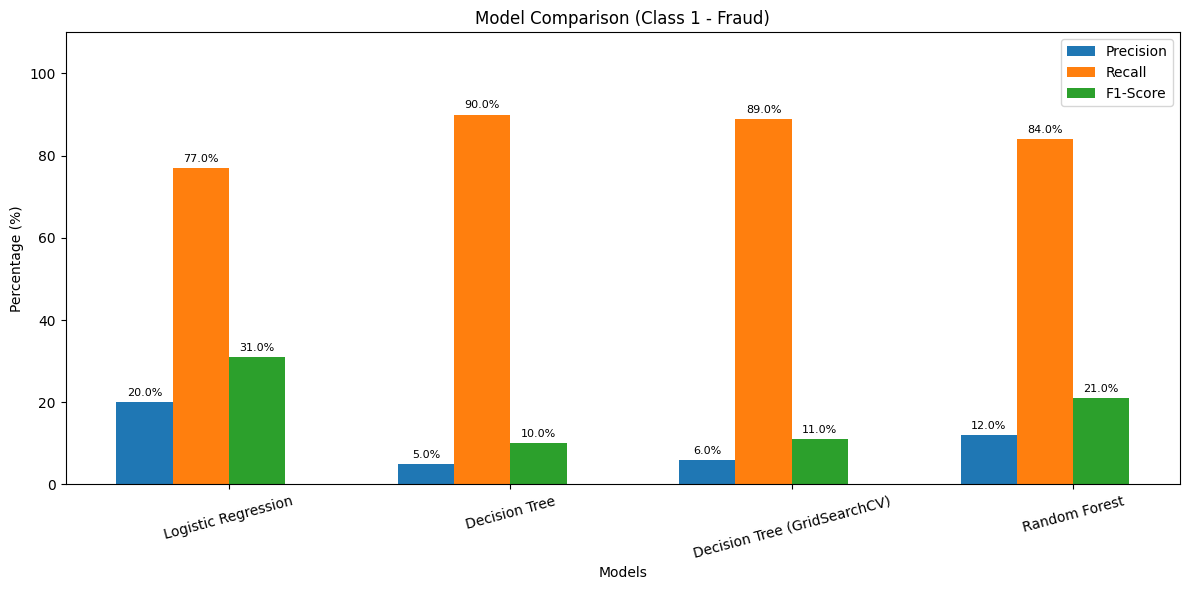 Model Comparison (Class 1 - Fraud)
Precision
Recall
F1-Score
Percentage (%)
100
80
60
40
20
0
77.0%
20.0%
31.0%
90.0%
5.0%
10.0%
89.0%
6.0%
11.0%
84.0%
12.0%
21.0%
Logistic Regression
Decision Tree
Decision Tree (GridSearchCV)
Random Forest
Models